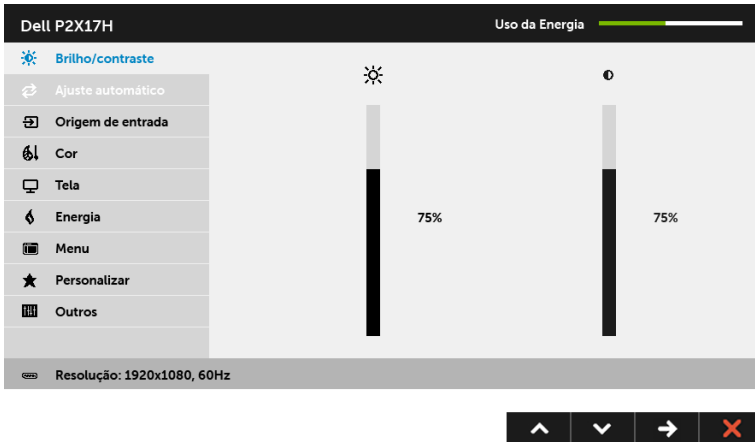 Dell P2X17H
Uso da Energia
Brilho/contraste
Ajuste automático
Origem de entrada
Cor
Tela
Energia
Menu
Personalizar
Outros
75%
75%
Resolução: 1920x1080, 60Hz